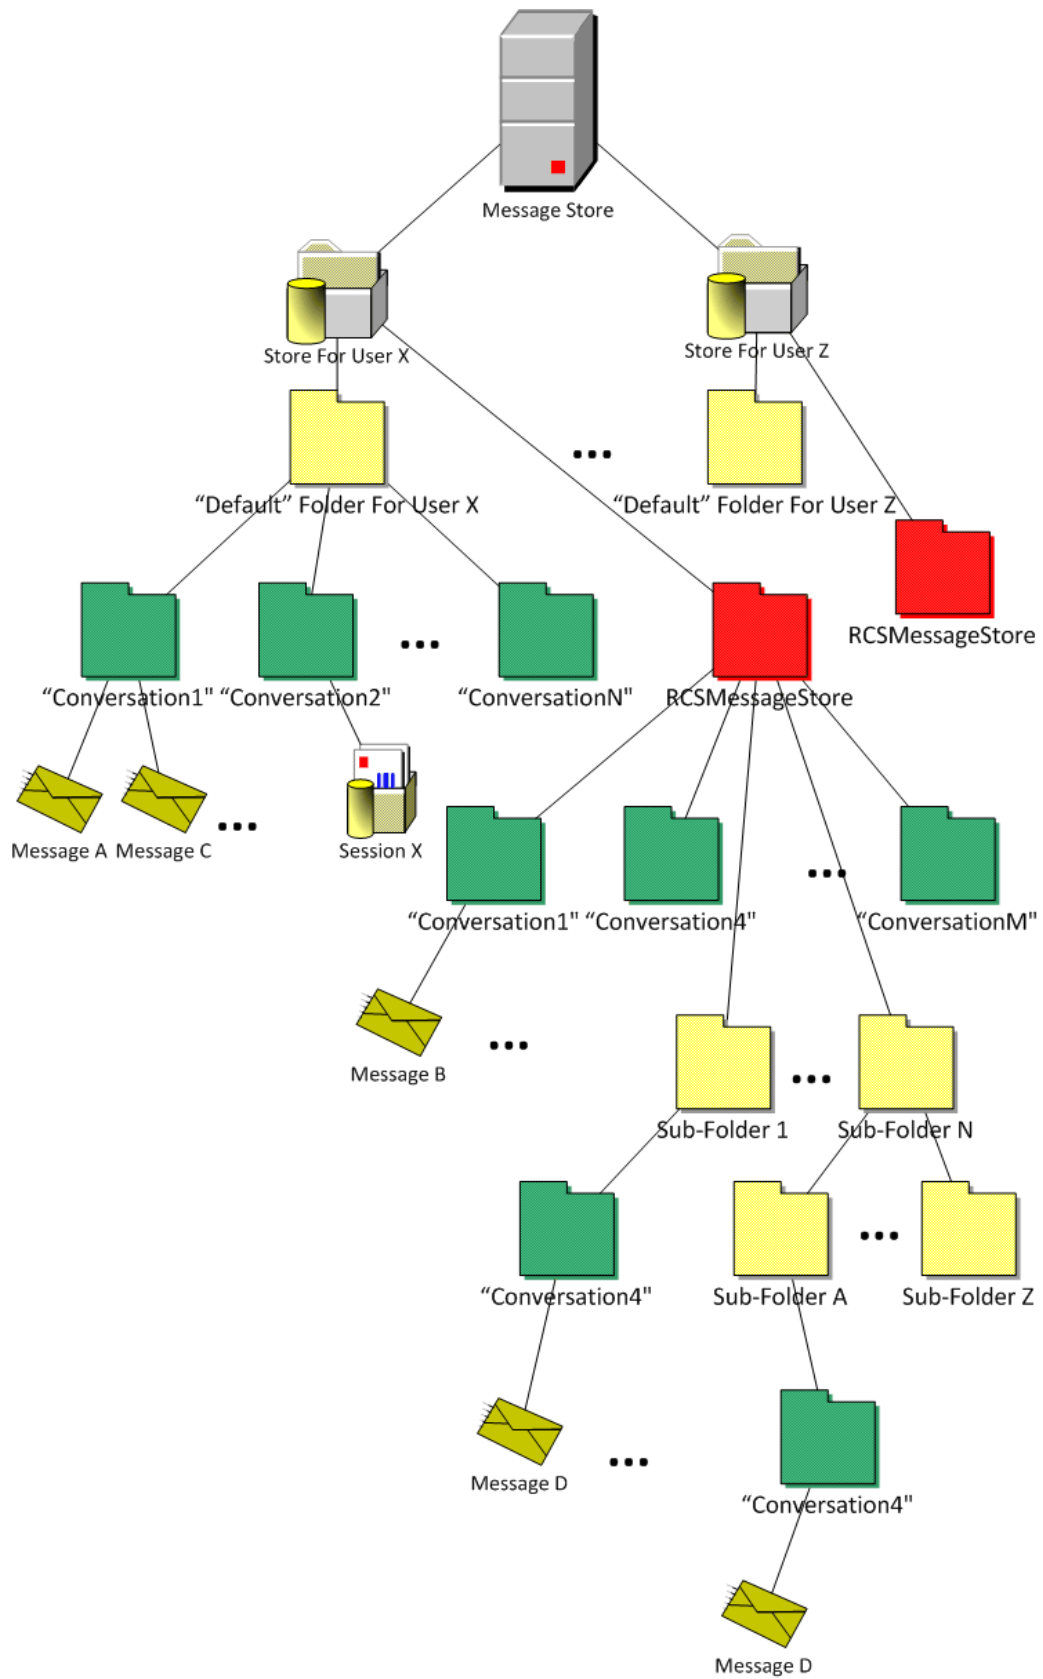 Message Store
Store For User X
Store For User Z
“Default” Folder For User X
“Default” Folder For User Z
RCSMessageStore
“Conversation1"
“Conversation2"
“ConversationN"
RCSMessageStore
Message A
Message C
Session X
“Conversation1"
“Conversation4"
“ConversationM"
Message B
Sub-Folder 1
Sub-Folder N
“Conversation4"
Sub-Folder A
Sub-Folder Z
Message D
“Conversation4"
Message D